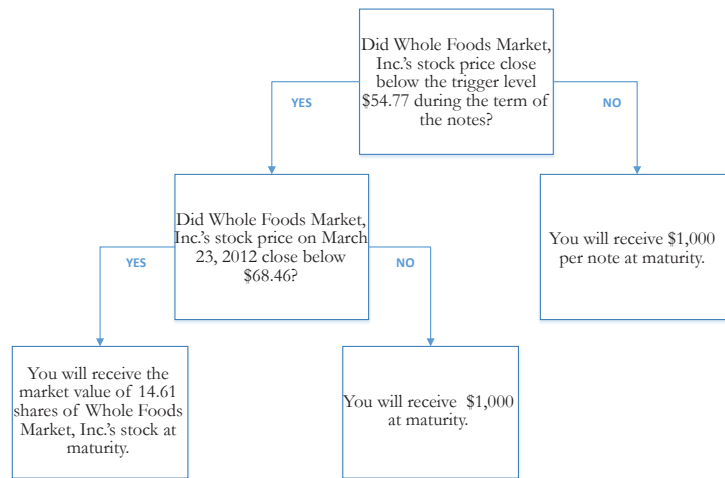 Did Whole Foods Market,
Inc.'s stock price close
below the trigger level
$54.77 during the term of
the notes?
YES
NO
Did Whole Foods Market,
Inc.'s stock price on March
23, 2012 close below
$68.46?
You will receive $1,000
per note at maturity.
YES
NO
You will receive the
market value of 14.61
shares of Whole Foods
Market, Inc.'s stock at
maturity.
You will receive $1,000
at maturity.